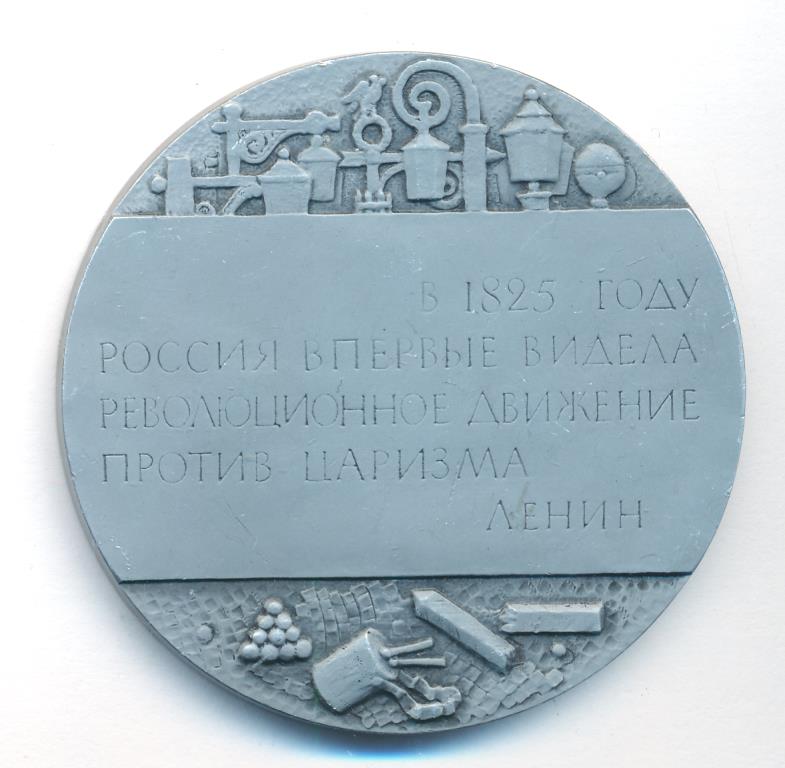 В 1825 ГОДУ
РОССИЯ ВПЕРВЫЕ ВИДЕЛА
РЕВОЛЮЦИОННОЕ ДВИЖЕНИЕ
ПРОТИВ ЦАРИЗМА
ЛЕНИН